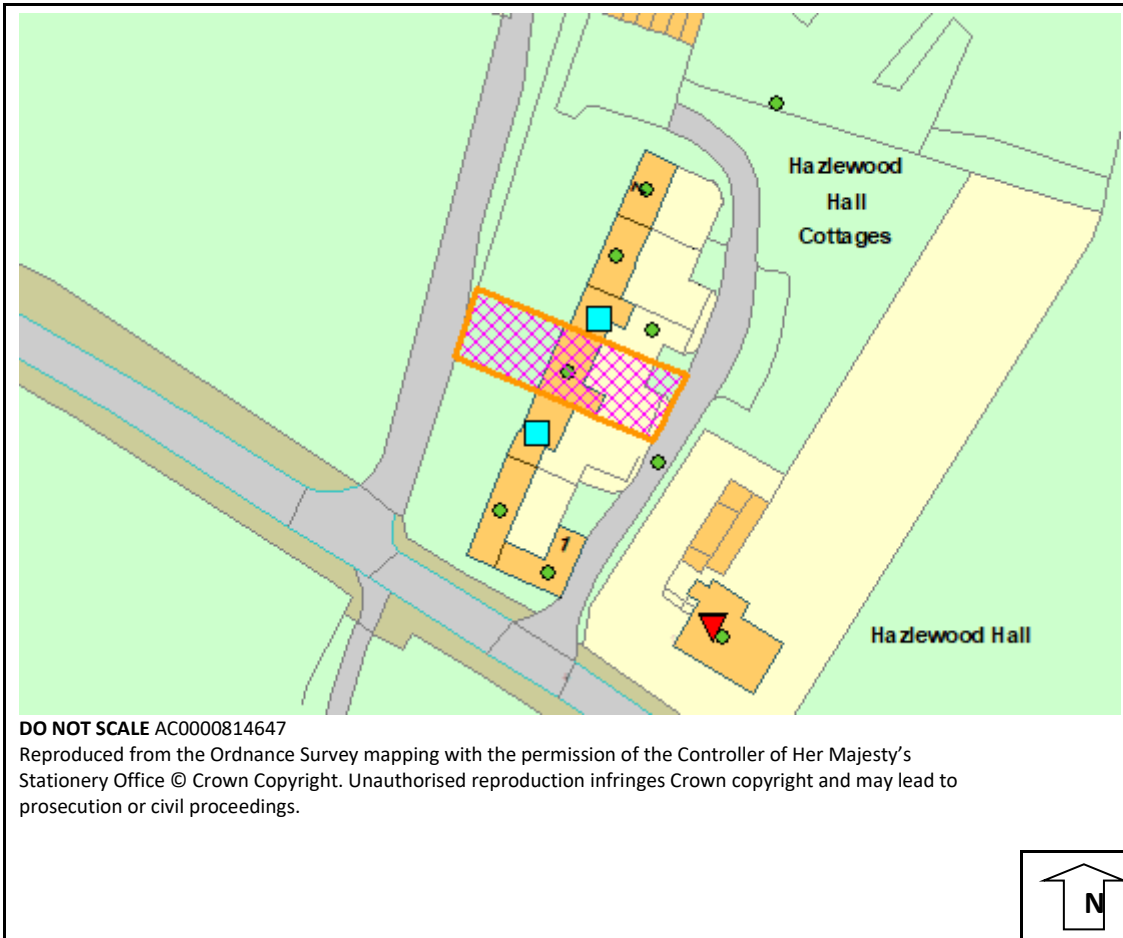 Hazlewood
Hall
Cottages
1
Hazlewood Hall
DO NOT SCALE AC0000814647
Reproduced from the Ordnance Survey mapping with the permission of the Controller of Her Majesty’s
Stationery Office © Crown Copyright. Unauthorised reproduction infringes Crown copyright and may lead to
prosecution or civil proceedings.
N